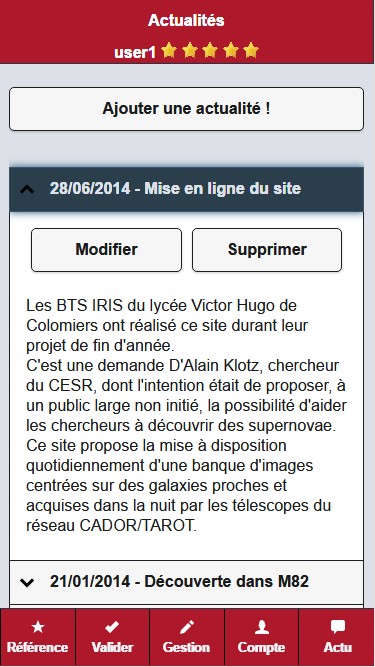 Actualités
user1
Ajouter une actualité !
28/06/2014 - Mise en ligne du site
Modifier
Supprimer
Les BTS IRIS du lycée Victor Hugo de
Colomiers ont réalisé ce site durant leur
projet de fin d'année.
C'est une demande D'Alain Klotz, chercheur
du CESR, dont l'intention était de proposer, à
un public large non initié, la possibilité d'aider
les chercheurs à découvrir des supernovae.
Ce site propose la mise à disposition
quotidiennement d'une banque d'images
centrées sur des galaxies proches et
acquises dans la nuit par les télescopes du
réseau CADOR/TAROT.
21/01/2014 - Découverte dans M82
Référence
Valider
Gestion
Compte
Actu